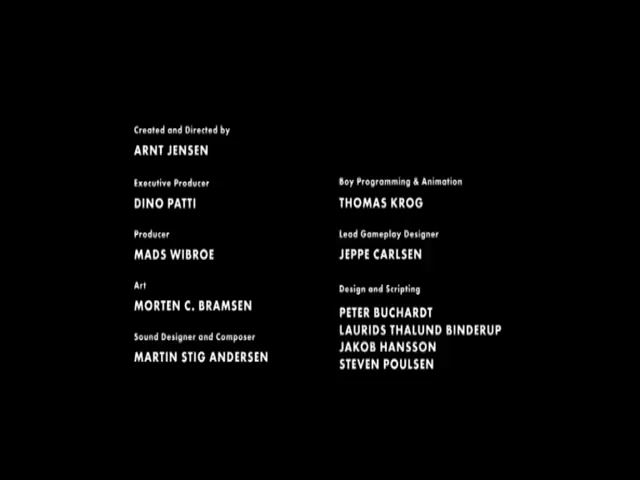 Created and Directed by
ARNT JENSEN
Executive Producer
DINO PATTI
Producer
MADS WIBROE
Art
MORTEN C. BRAMSEN
Sound Designer and Composer
MARTIN STIG ANDERSEN
Boy Programming & Animation
THOMAS KROG
Lead Gameplay Designer
JEPPE CARLSEN
Design and Scripting
PETER BUCHARDT
LAURIDS THALUND BINDERUP
JAKOB HANSSON
STEVEN POULSEN